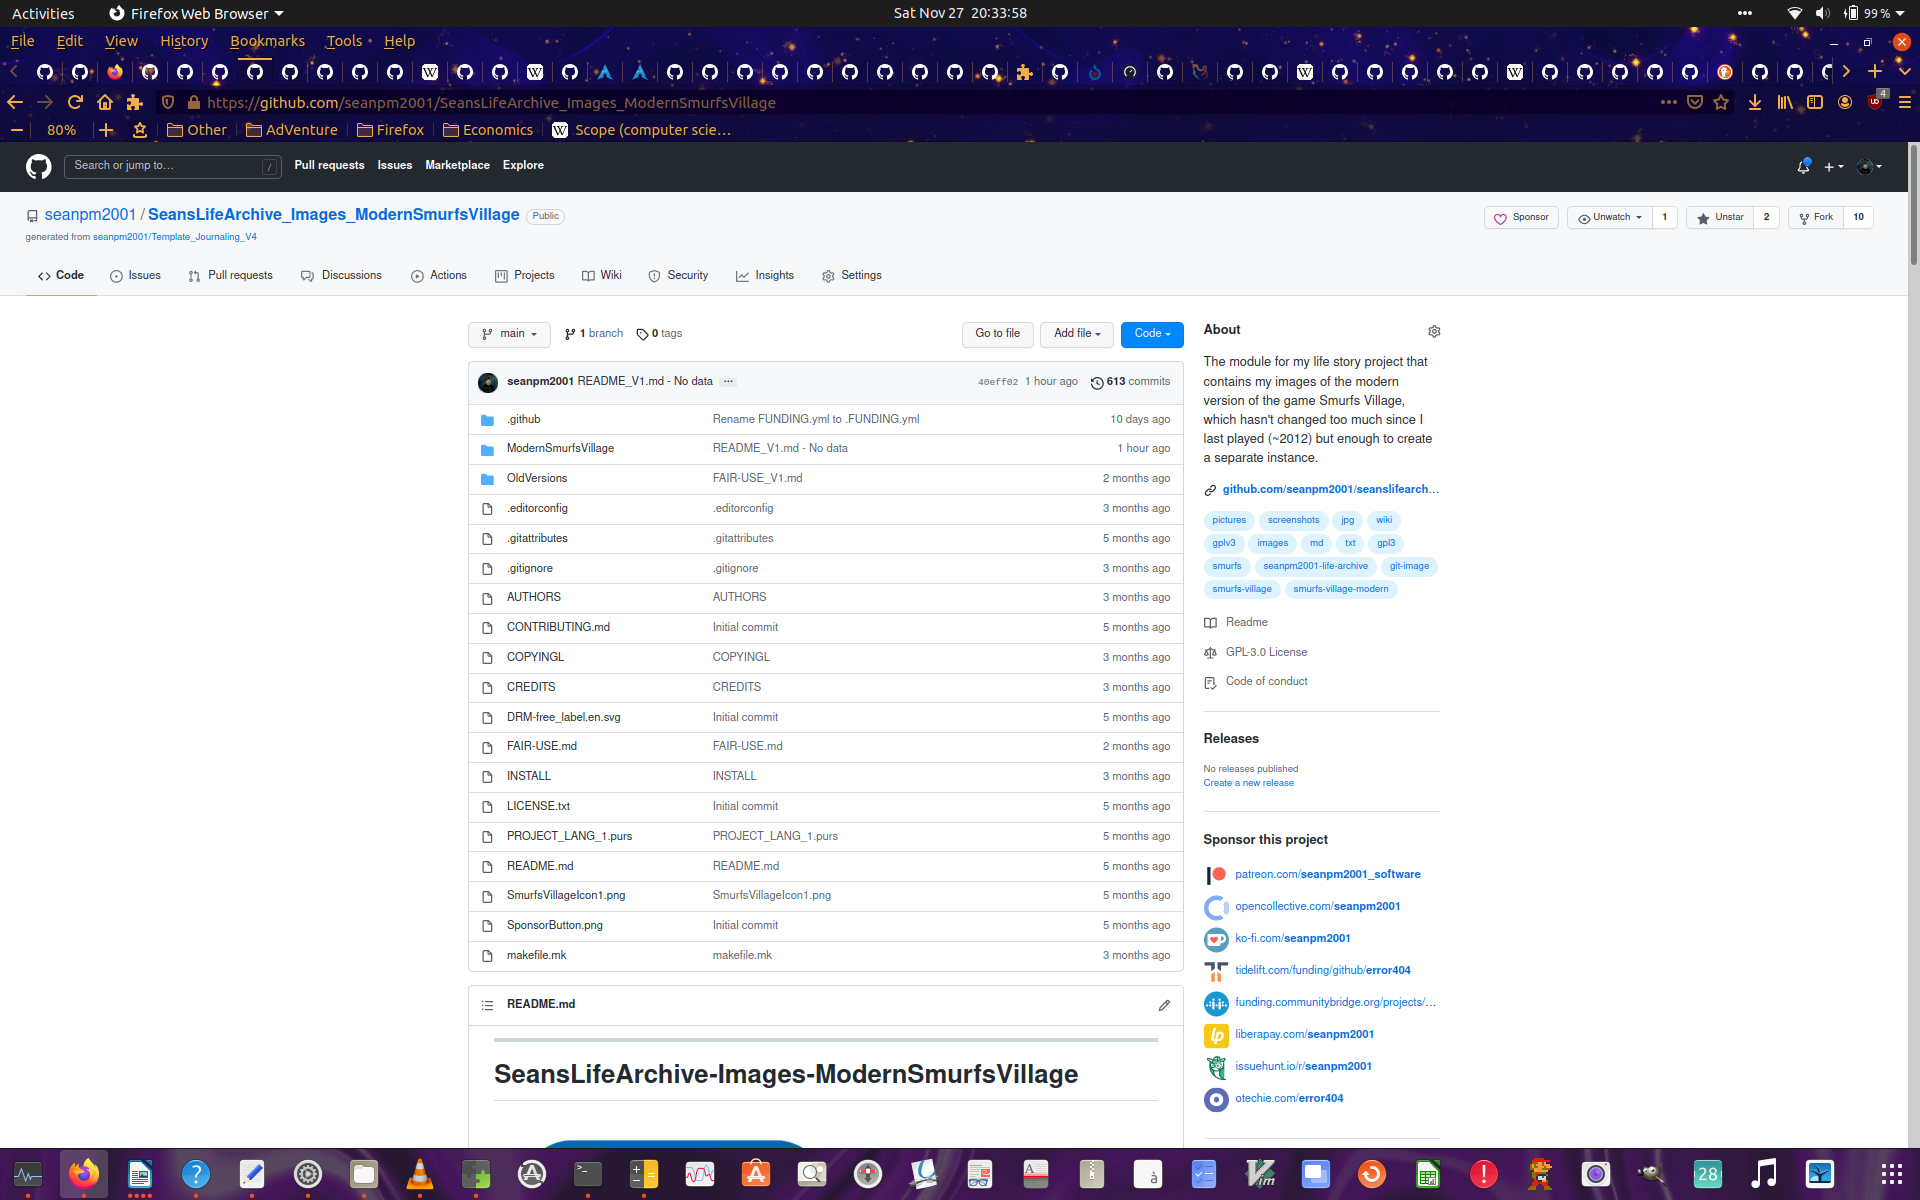 Activities Firefox Web Browser Sat Nov 27 20:33:58 99 %
File Edit View History Bookmarks Tools Help
https://github.com/seanpm2001/SeansLifeArchive_Images_ModernSmurfsVillage 4
80% Other AdVenture Firefox Economics Scope (computer scie…
Search or jump to… / Pull requests Issues Marketplace Explore
seanpm2001 / SeansLifeArchive_Images_ModernSmurfsVillage Public Sponsor Unwatch 1 Unstar 2 Fork 10
generated from seanpm2001/Template_Journaling_V4
Code Issues Pull requests Discussions Actions Projects Wiki Security Insights Settings
main 1 branch 0 tags Go to file Add file Code
seanpm2001 README_V1.md - No data ... 40eff02 1 hour ago 613 commits
.github Rename FUNDING.yml to .FUNDING.yml 10 days ago
ModernSmurfsVillage README_V1.md - No data 1 hour ago
OldVersions FAIR-USE_V1.md 2 months ago
.editorconfig .editorconfig 3 months ago
.gitattributes .gitattributes 5 months ago
.gitignore .gitignore 3 months ago
AUTHORS AUTHORS 3 months ago
CONTRIBUTING.md Initial commit 5 months ago
COPYINGL COPYINGL 3 months ago
CREDITS CREDITS 3 months ago
DRM-free_label.en.svg Initial commit 5 months ago
FAIR-USE.md FAIR-USE.md 2 months ago
INSTALL INSTALL 3 months ago
LICENSE.txt Initial commit 5 months ago
PROJECT_LANG_1.purs PROJECT_LANG_1.purs 5 months ago
README.md README.md 5 months ago
SmurfsVillageIcon1.png SmurfsVillageIcon1.png 5 months ago
SponsorButton.png Initial commit 5 months ago
makefile.mk makefile.mk 3 months ago
README.md
SeansLifeArchive-Images-ModernSmurfsVillage
About
The module for my life story project that
contains my images of the modern
version of the game Smurfs Village,
which hasn't changed too much since I
last played (~2012) but enough to create
a separate instance.
github.com/seanpm2001/seanslifearch...
pictures screenshots jpg wiki
gplv3 images md txt gpl3
smurfs seanpm2001-life-archive git-image
smurfs-village smurfs-village-modern
Readme
GPL-3.0 License
Code of conduct
Releases
No releases published
Create a new release
Sponsor this project
patreon.com/seanpm2001_software
opencollective.com/seanpm2001
ko-fi.com/seanpm2001
tidelift.com/funding/github/error404
funding.communitybridge.org/projects/...
liberapay.com/seanpm2001
issuehunt.io/r/seanpm2001
otechie.com/error404
28